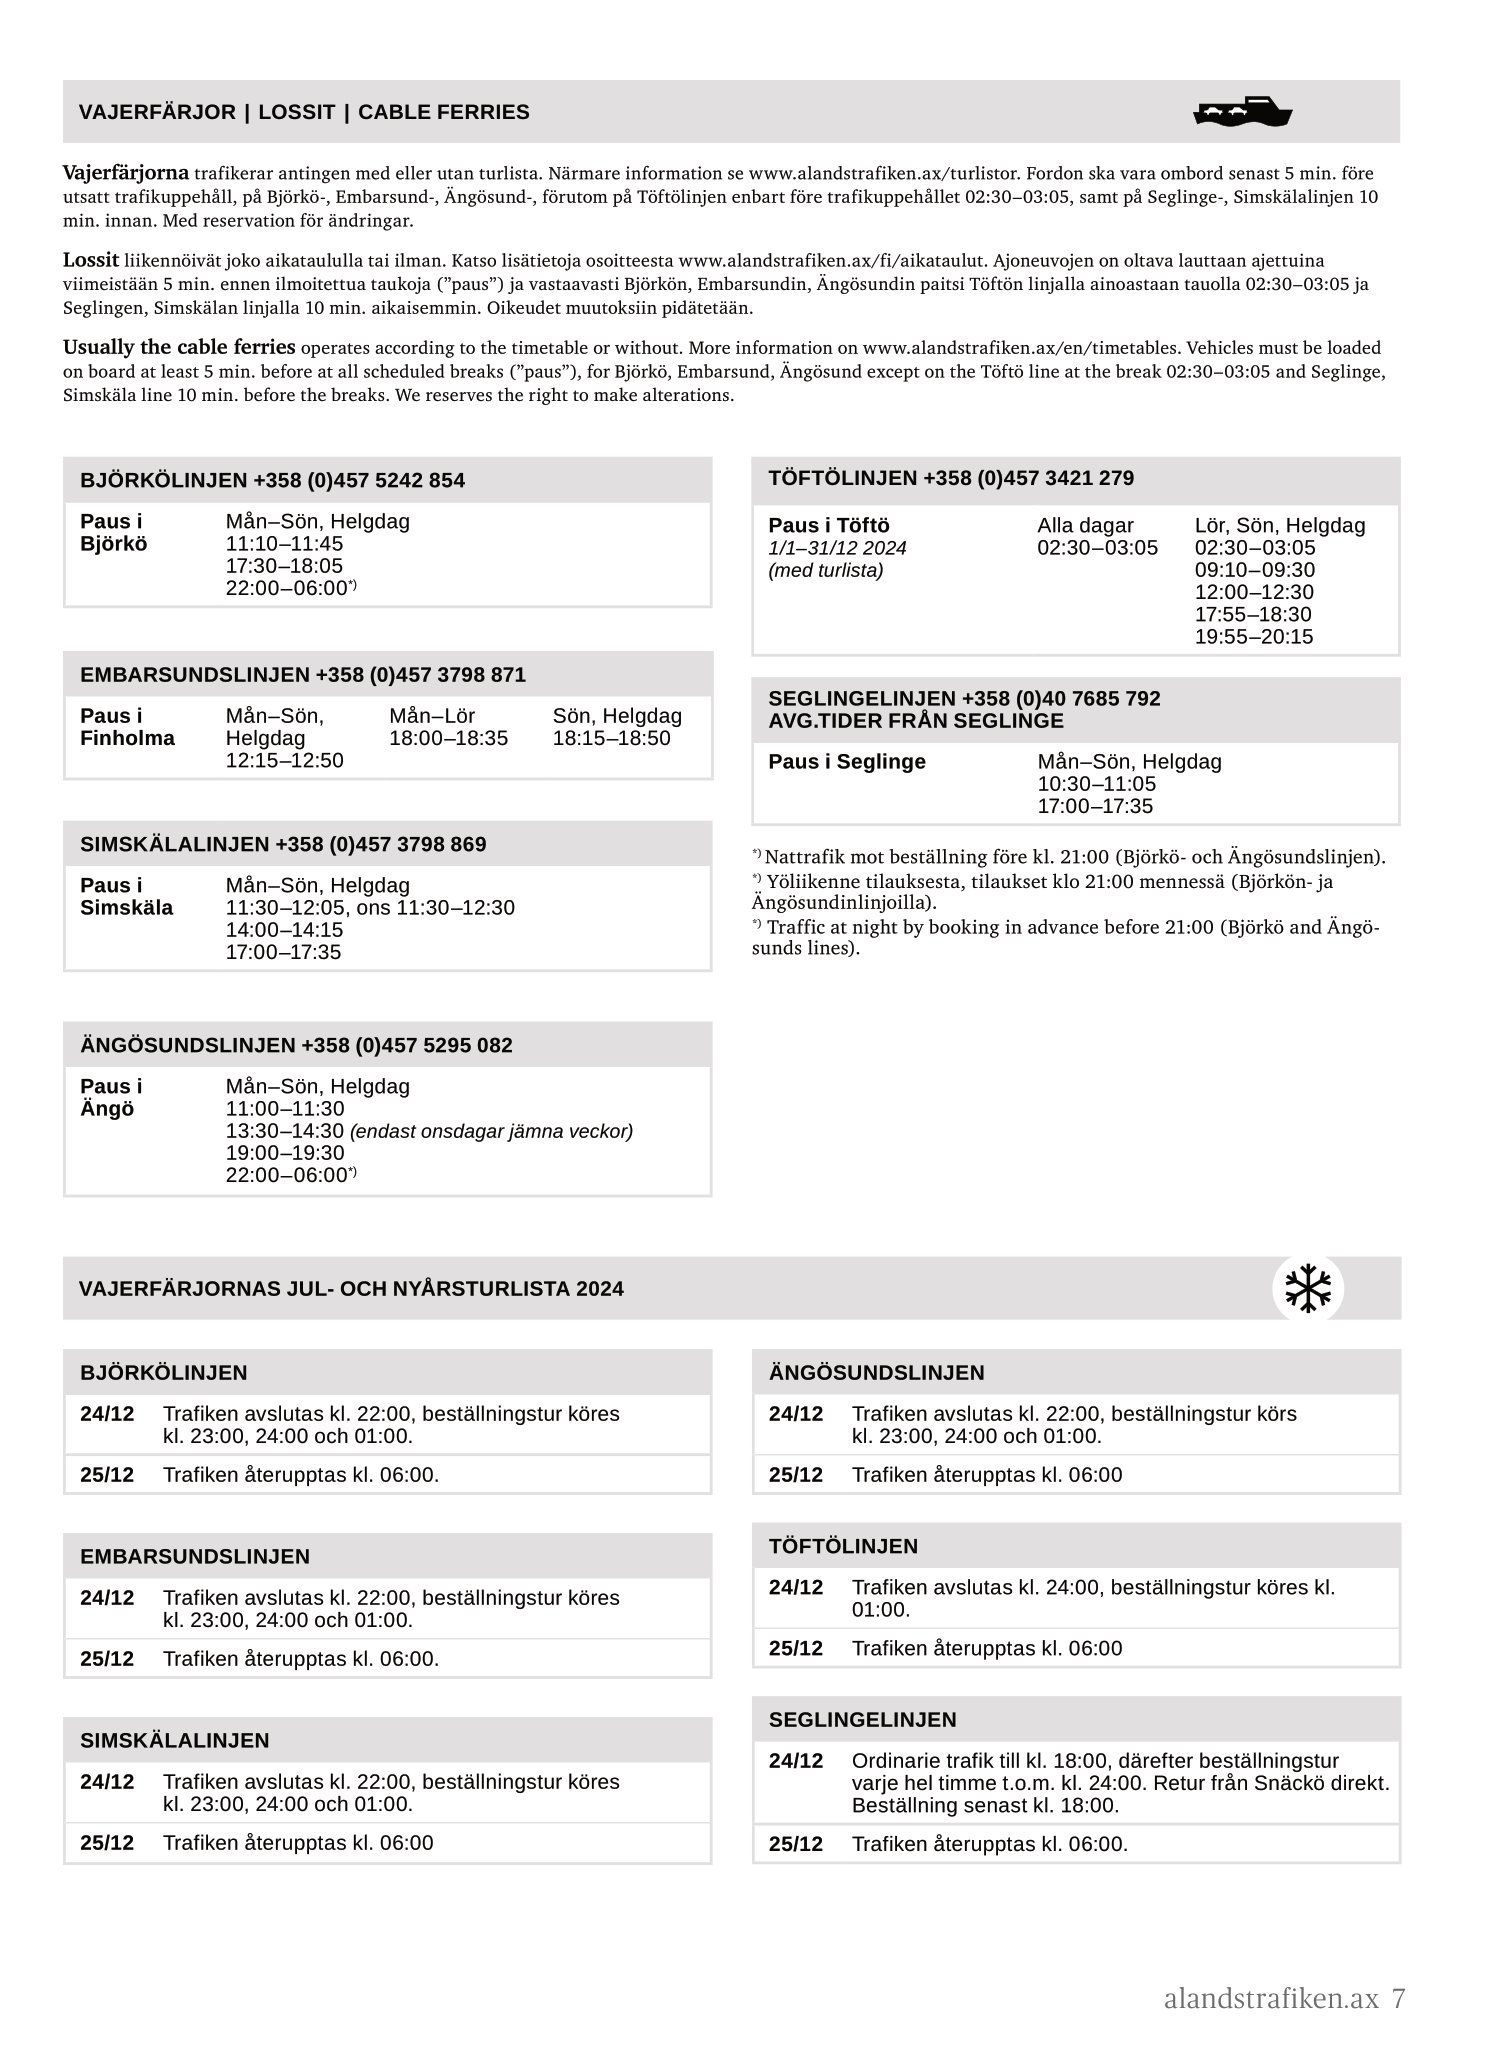 VAJERFÄRJOR | LOSSIT | CABLE FERRIES
Vajerfärjorna trafikerar antingen med eller utan turlista. Närmare information se www.alandstrafiken.ax/turlistor. Fordon ska vara ombord senast 5 min. före
utsatt trafikuppehåll, på Björkö-, Embarsund-, Ängösund-, förutom på Töftölinjen enbart före trafikuppehållet 02:30–03:05, samt på Seglinge-, Simskälalinjen 10
min. innan. Med reservation för ändringar.
Lossit liikennöivät joko aikataululla tai ilman. Katso lisätietoja osoitteesta www.alandstrafiken.ax/fi/aikataulut. Ajoneuvojen on oltava lauttaan ajettuina
viimeistään 5 min. ennen ilmoitettua taukoja (”paus”) ja vastaavasti Björkön, Embarsundin, Ängösundin paitsi Töftön linjalla ainoastaan tauolla 02:30–03:05 ja
Seglingen, Simskälan linjalla 10 min. aikaisemmin. Oikeudet muutoksiin pidätetään.
Usually the cable ferries operates according to the timetable or without. More information on www.alandstrafiken.ax/en/timetables. Vehicles must be loaded
on board at least 5 min. before at all scheduled breaks (”paus”), for Björkö, Embarsund, Ängösund except on the Töftö line at the break 02:30–03:05 and Seglinge,
Simskäla line 10 min. before the breaks. We reserves the right to make alterations.
BJÖRKÖLINJEN +358 (0)457 5242 854
Paus i Mån–Sön, Helgdag
Björkö 11:10–11:45
17:30–18:05
22:00–06:00*)
EMBARSUNDSLINJEN +358 (0)457 3798 871
Paus i Mån–Sön, Mån–Lör Sön, Helgdag
Finholma Helgdag 18:00–18:35 18:15–18:50
12:15–12:50
SIMSKÄLALINJEN +358 (0)457 3798 869
Paus i Mån–Sön, Helgdag
Simskäla 11:30–12:05, ons 11:30–12:30
14:00–14:15
17:00–17:35
ÄNGÖSUNDSLINJEN +358 (0)457 5295 082
Paus i Mån–Sön, Helgdag
Ängö 11:00–11:30
13:30–14:30 (endast onsdagar jämna veckor)
19:00–19:30
22:00–06:00*)
TÖFTÖLINJEN +358 (0)457 3421 279
Paus i Töftö Alla dagar Lör, Sön, Helgdag
1/1–31/12 2024 02:30–03:05 02:30–03:05
(med turlista) 09:10–09:30
12:00–12:30
17:55–18:30
19:55–20:15
SEGLINGELINJEN +358 (0)40 7685 792
AVG.TIDER FRÅN SEGLINGE
Paus i Seglinge Mån–Sön, Helgdag
10:30–11:05
17:00–17:35
*) Nattrafik mot beställning före kl. 21:00 (Björkö- och Ängösundslinjen).
*) Yöliikenne tilauksesta, tilaukset klo 21:00 mennessä (Björkön- ja
Ängösundinlinjoilla).
*) Traffic at night by booking in advance before 21:00 (Björkö and Ängö-
sunds lines).
VAJERFÄRJORNAS JUL- OCH NYÅRSTURLISTA 2024
BJÖRKÖLINJEN
24/12 Trafiken avslutas kl. 22:00, beställningstur köres
kl. 23:00, 24:00 och 01:00.
25/12 Trafiken återupptas kl. 06:00.
EMBARSUNDSLINJEN
24/12 Trafiken avslutas kl. 22:00, beställningstur köres
kl. 23:00, 24:00 och 01:00.
25/12 Trafiken återupptas kl. 06:00.
SIMSKÄLALINJEN
24/12 Trafiken avslutas kl. 22:00, beställningstur köres
kl. 23:00, 24:00 och 01:00.
25/12 Trafiken återupptas kl. 06:00
ÄNGÖSUNDSLINJEN
24/12 Trafiken avslutas kl. 22:00, beställningstur körs
kl. 23:00, 24:00 och 01:00.
25/12 Trafiken återupptas kl. 06:00
TÖFTÖLINJEN
24/12 Trafiken avslutas kl. 24:00, beställningstur köres kl.
01:00.
25/12 Trafiken återupptas kl. 06:00
SEGLINGELINJEN
24/12 Ordinarie trafik till kl. 18:00, därefter beställningstur
varje hel timme t.o.m. kl. 24:00. Retur från Snäckö direkt.
Beställning senast kl. 18:00.
25/12 Trafiken återupptas kl. 06:00.
alandstrafiken.ax 7